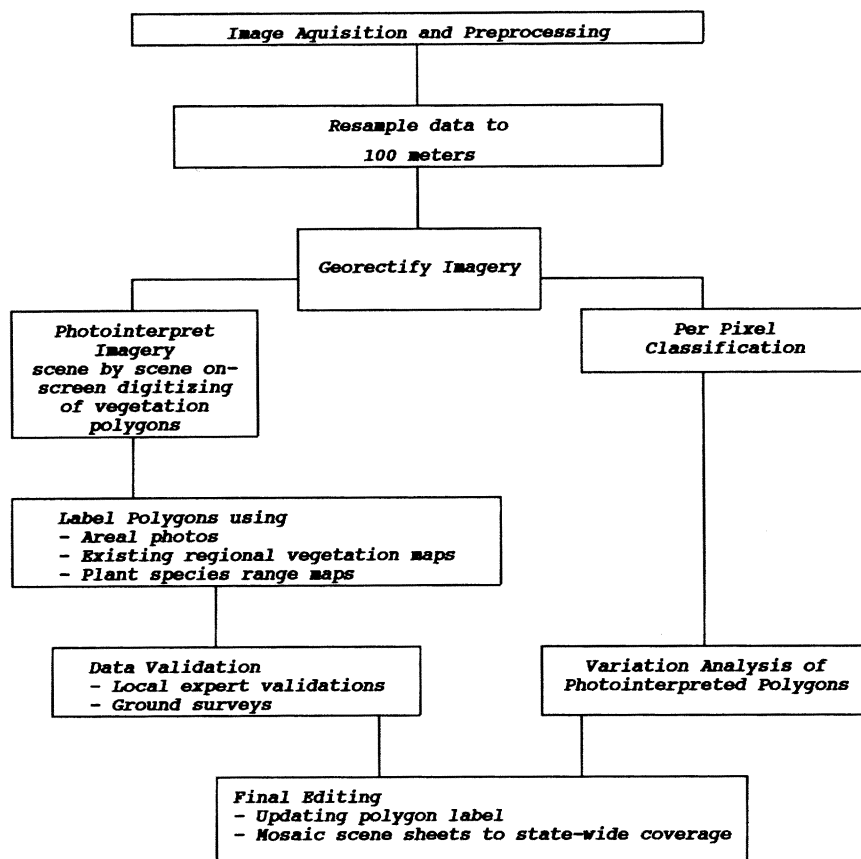 Image Aquisition and Preprocessing
Resample data to
100 meters
Georectify Imagery
Photointerpret
Imagery
scene by scene on-
screen digitizing
of vegetation
polygons
Per Pixel
Classification
Label Polygons using
- Areal photos
- Existing regional vegetation maps
- Plant species range maps
Data Validation
- Local expert validations
- Ground surveys
Variation Analysis of
Photointerpreted Polygons
Final Editing
- Updating polygon label
- Mosaic scene sheets to state-wide coverage